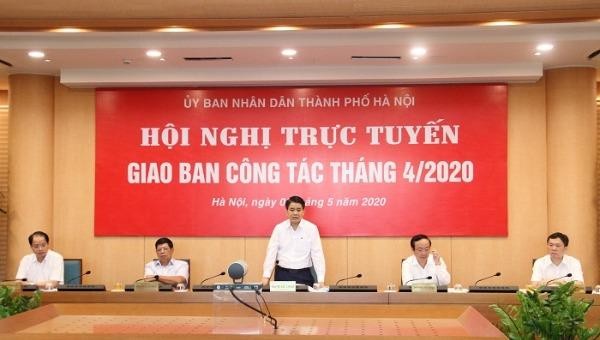 ỦY BAN NHÂN DÂN THÀNH PHỐ HÀ NỘI
HỘI NGHỊ TRỰC TUYẾN
GIAO BAN CÔNG TÁC THÁNG 4/2020
Hà Nội, ngày 5 năm 2020